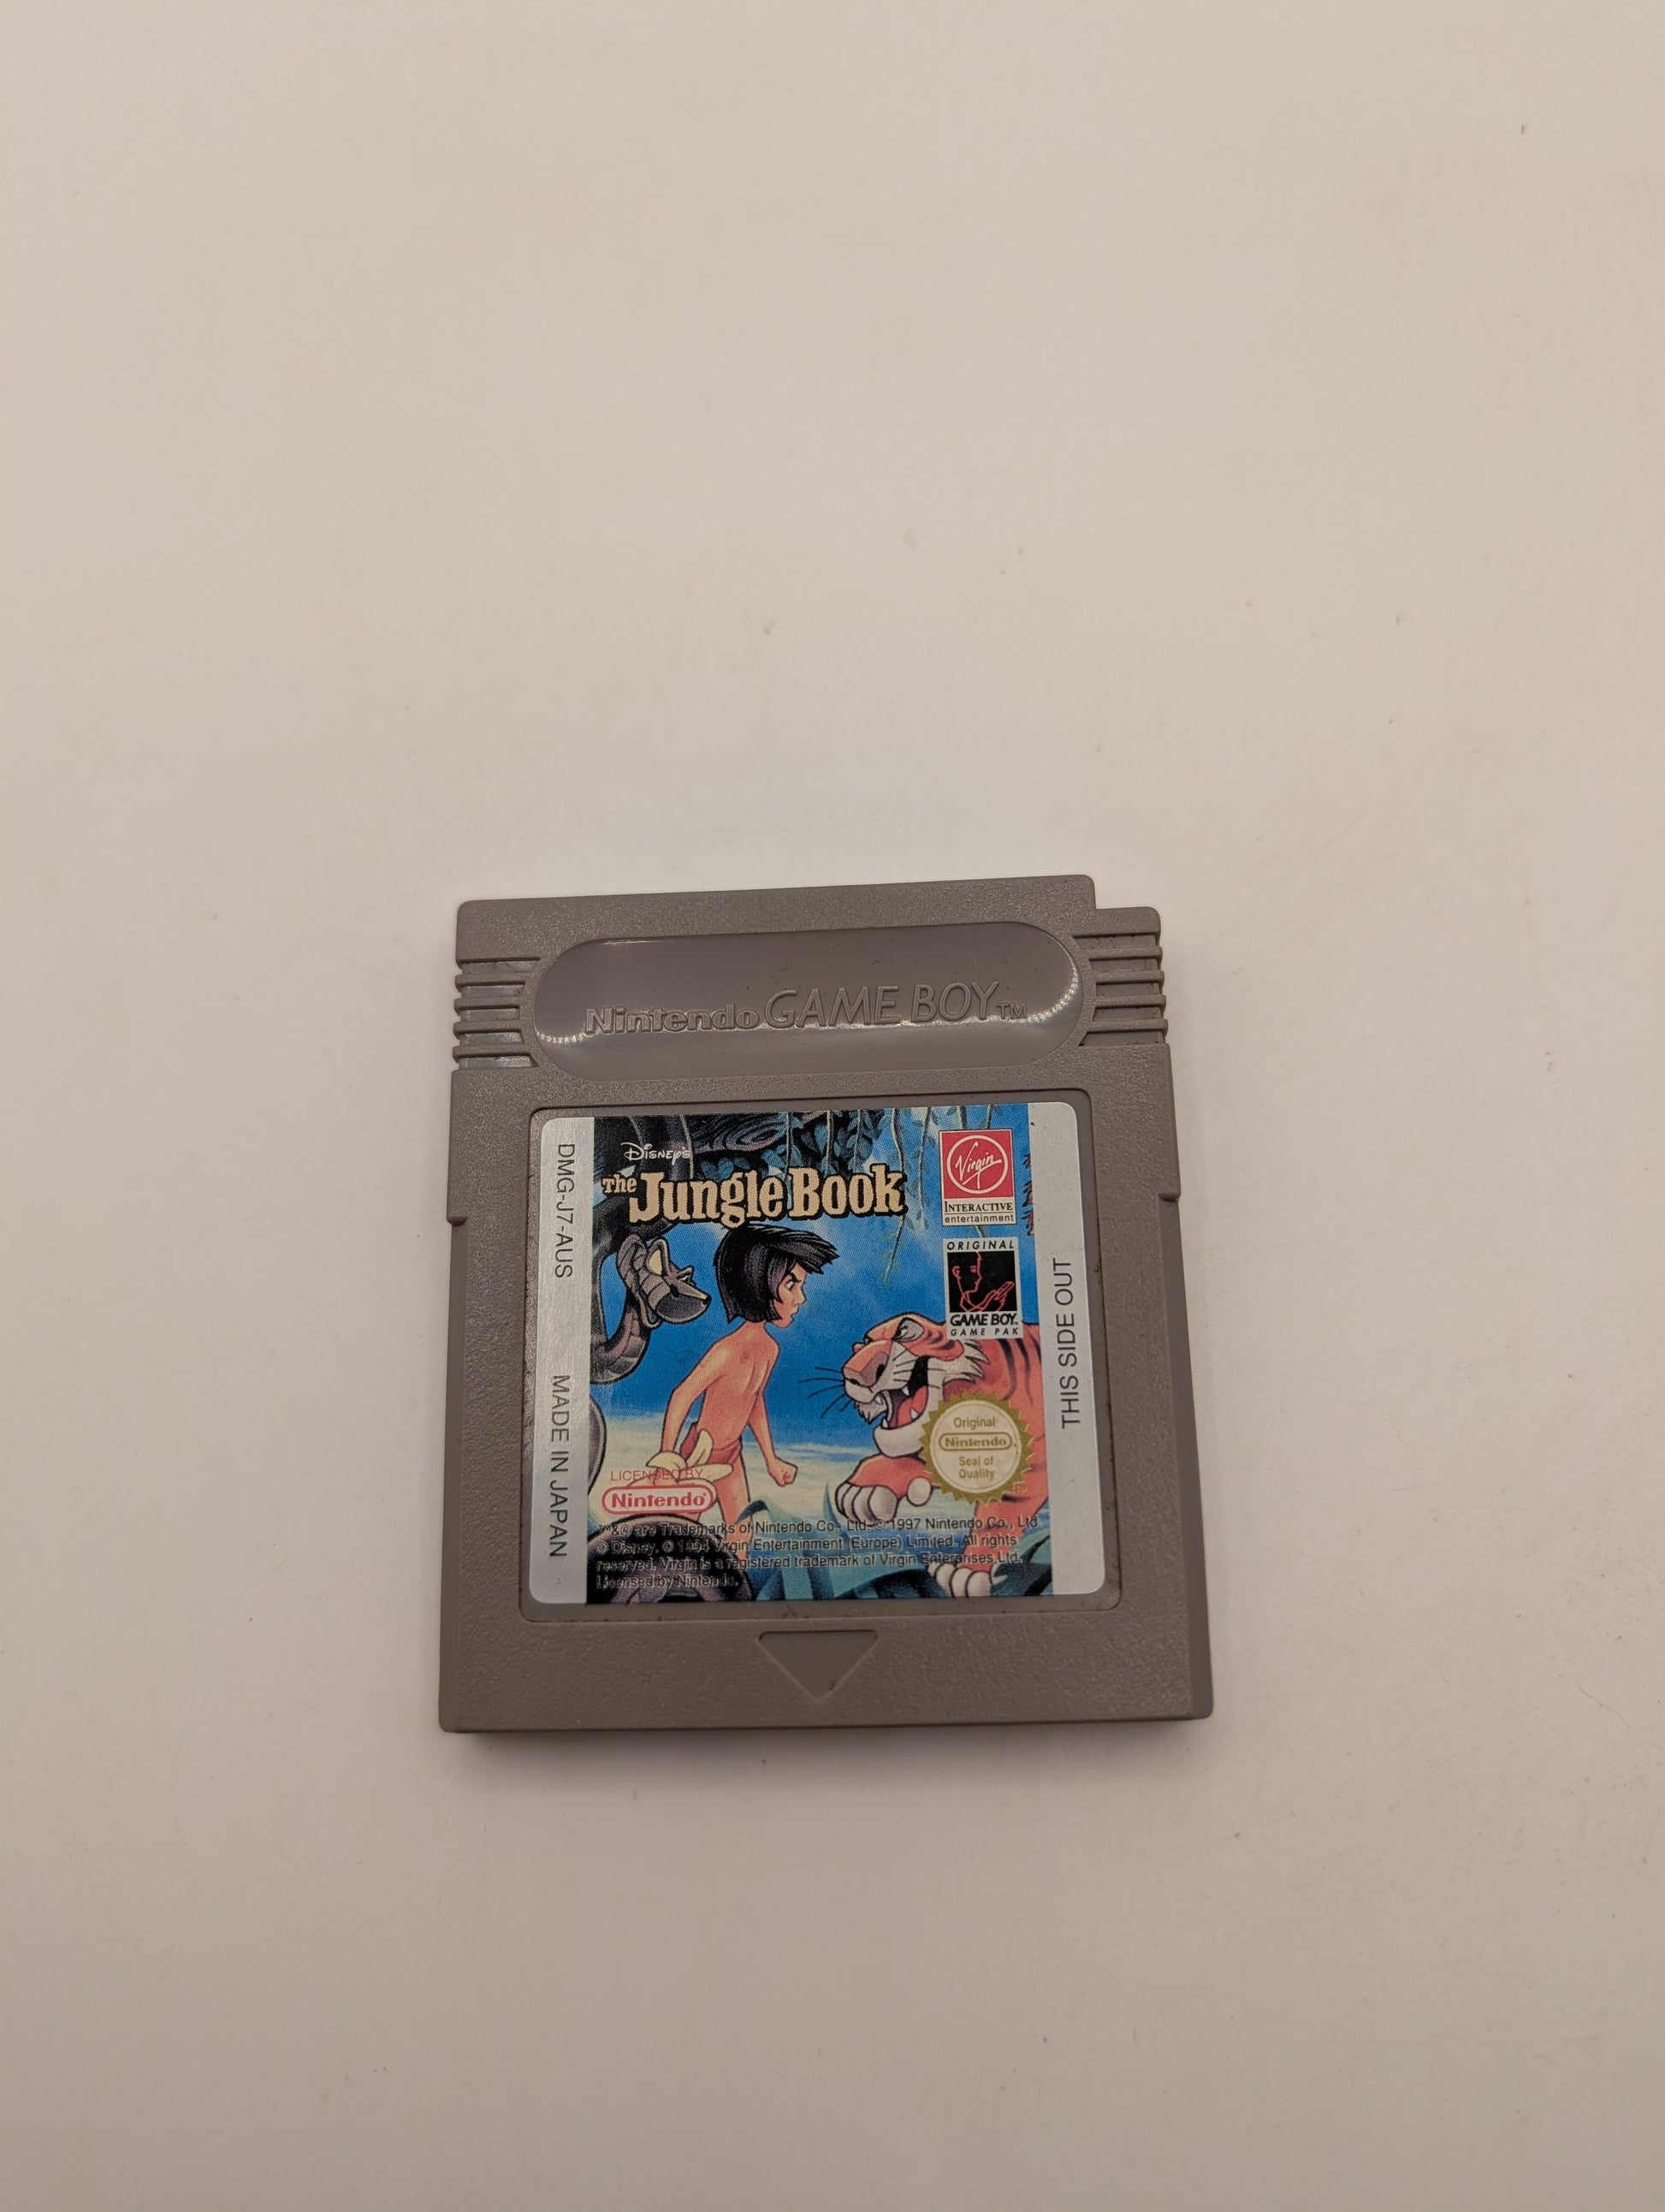 Nintendo GAME BOY TM
DMG-J7-AUS
MADE IN JAPAN
Disney's
The Jungle Book
Virgin
INTERACTIVE
entertainment
ORIGINAL
GAME BOY
GAME PAK
THIS SIDE OUT
Original
Nintendo
Seal of
Quality
LICENSED BY
Nintendo®
™&® are Trademarks of Nintendo Co., Ltd. © 1997 Nintendo Co., Ltd.
© Disney. © 1994 Virgin Entertainment (Europe) Limited. All rights
reserved. Virgin is a registered trademark of Virgin Enterprises Ltd.
Licensed by Nintendo.